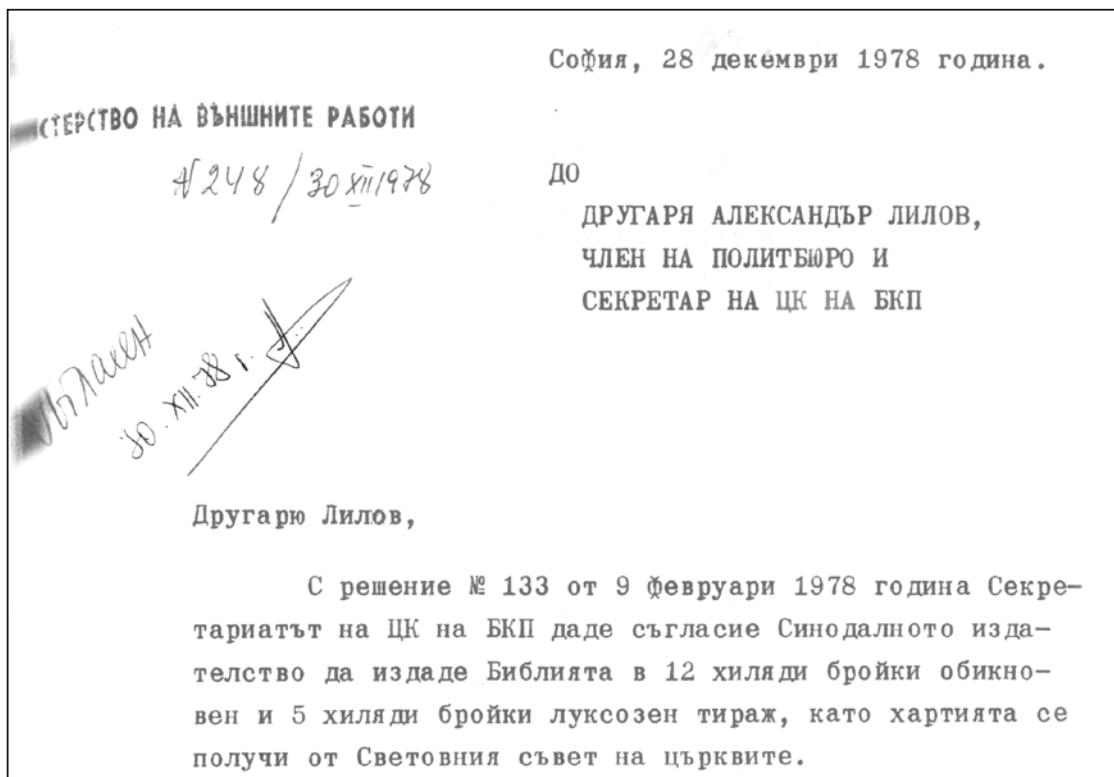 София, 28 декември 1978 година.
СТЕРСТВО НА ВЪНШНИТЕ РАБОТИ
№248/30 XII 1978
ДО
ДРУГАРЯ АЛЕКСАНДЪР ЛИЛОВ,
ЧЛЕН НА ПОЛИТБЮРО И
СЕКРЕТАР НА ЦК НА БКП
30. XII. 78 г.
Другарю Лилов,
С решение № 133 от 9 февруари 1978 година Секре-
тариатът на ЦК на БКП даде съгласие Синодалното изда-
телство да издаде Библията в 12 хиляди бройки обикно-
вен и 5 хиляди бройки луксозен тираж, като хартията се
получи от Световния съвет на църквите.